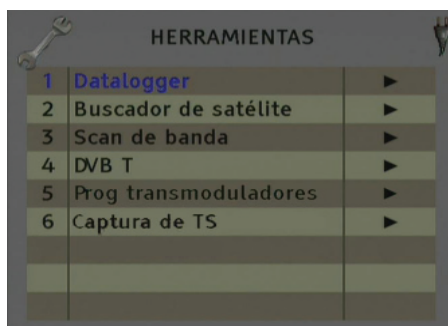 HERRAMIENTAS
1 Datalogger
2 Buscador de satélite
3 Scan de banda
4 DVB T
5 Prog transmoduladores
6 Captura de TS